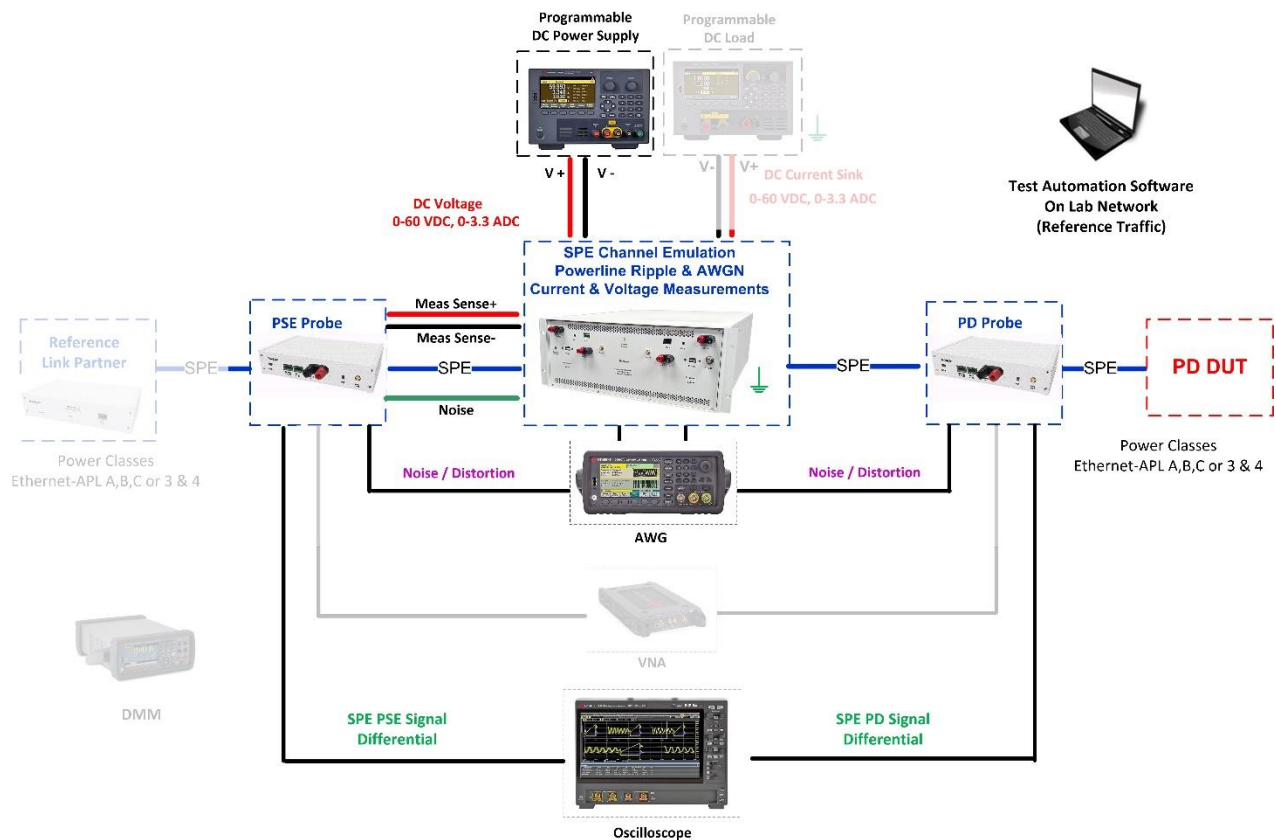 Programmable
DC Power Supply
Programmable
DC Load
V +
V -
V-
V+
DC Voltage
0-60 VDC, 0-3.3 ADC
DC Current Sink
0-60 VDC, 0-3.3 ADC
Test Automation Software
On Lab Network
(Reference Traffic)
SPE Channel Emulation
Powerline Ripple & AWGN
Current & Voltage Measurements
Reference
Link Partner
SPE
PSE Probe
Meas Sense+
Meas Sense-
SPE
Noise
SPE
PD Probe
SPE
PD DUT
Power Classes
Ethernet-APL A,B,C or 3 & 4
Power Classes
Ethernet-APL A,B,C or 3 & 4
Noise / Distortion
Noise / Distortion
AWG
VNA
DMM
SPE PSE Signal
Differential
SPE PD Signal
Differential
Oscilloscope